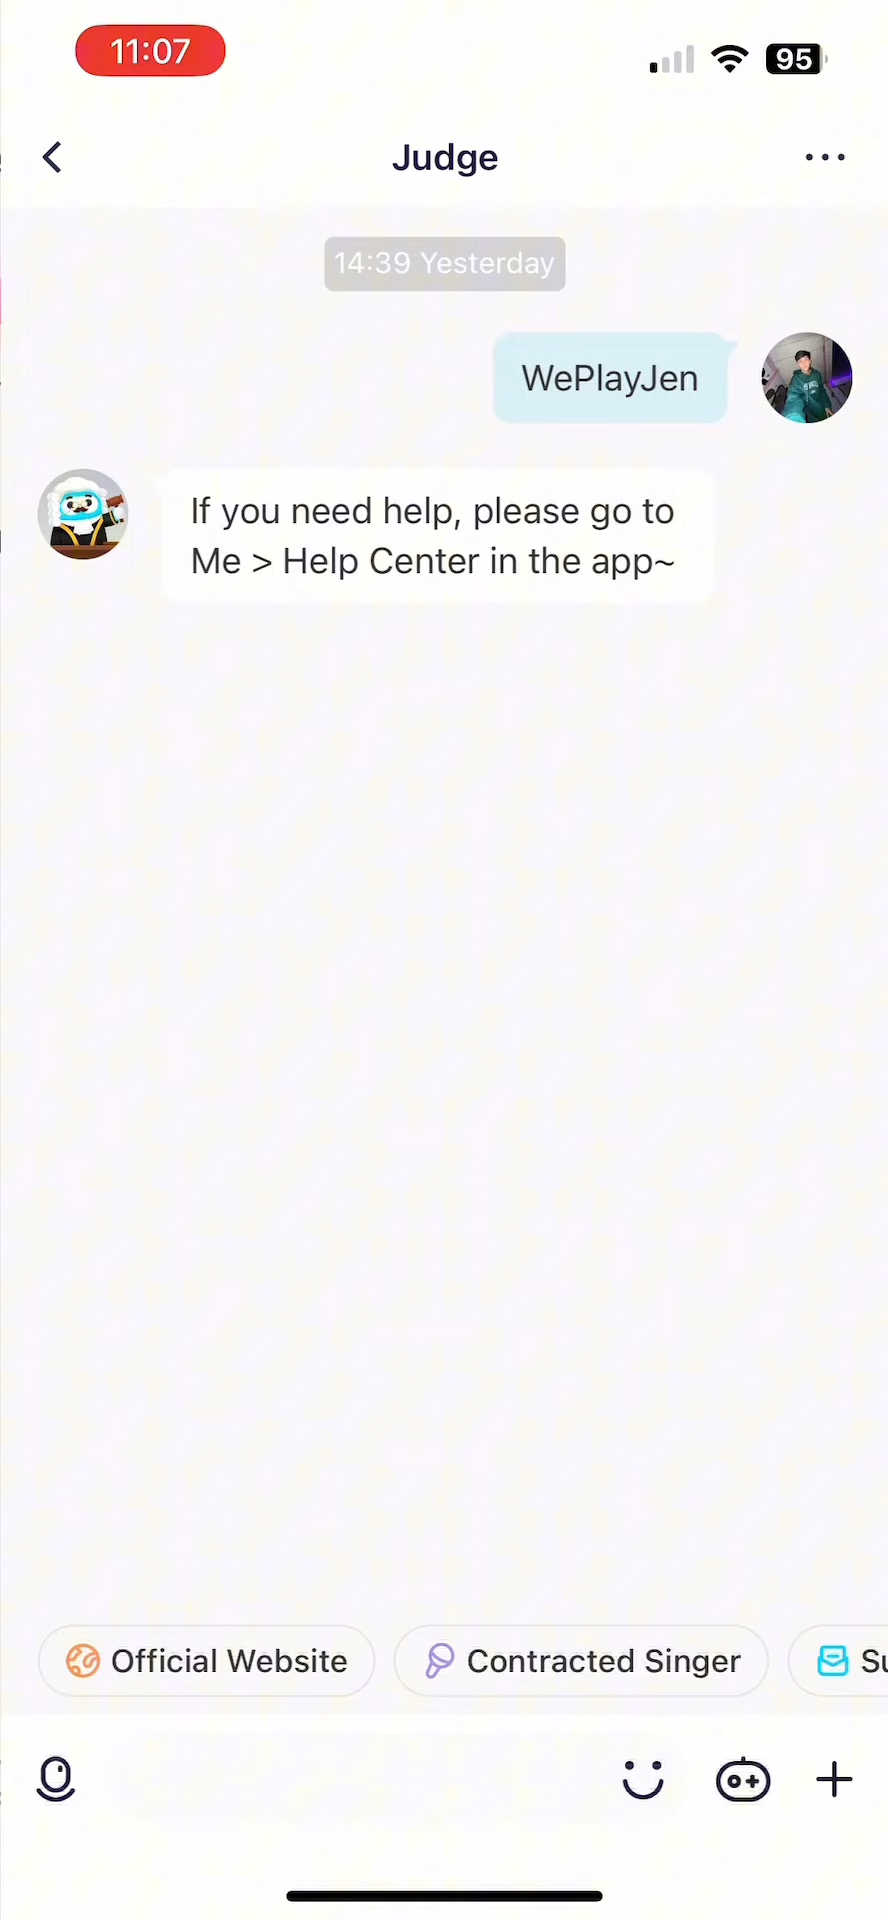 11:07
95
Judge
14:39 Yesterday
WePlayJen
If you need help, please go to
Me > Help Center in the app~
Official Website
Contracted Singer
Su